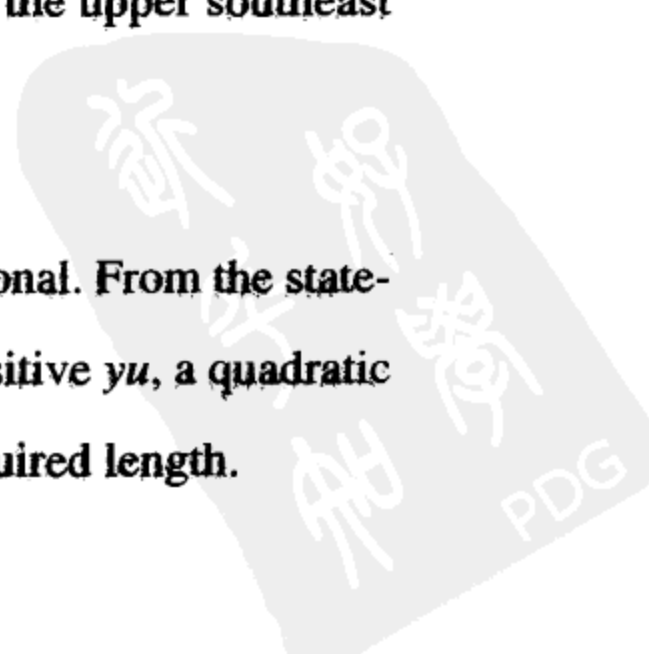 the upper southeast
onal. From the state-
sitive yu, a quadratic
uired length.
PDG